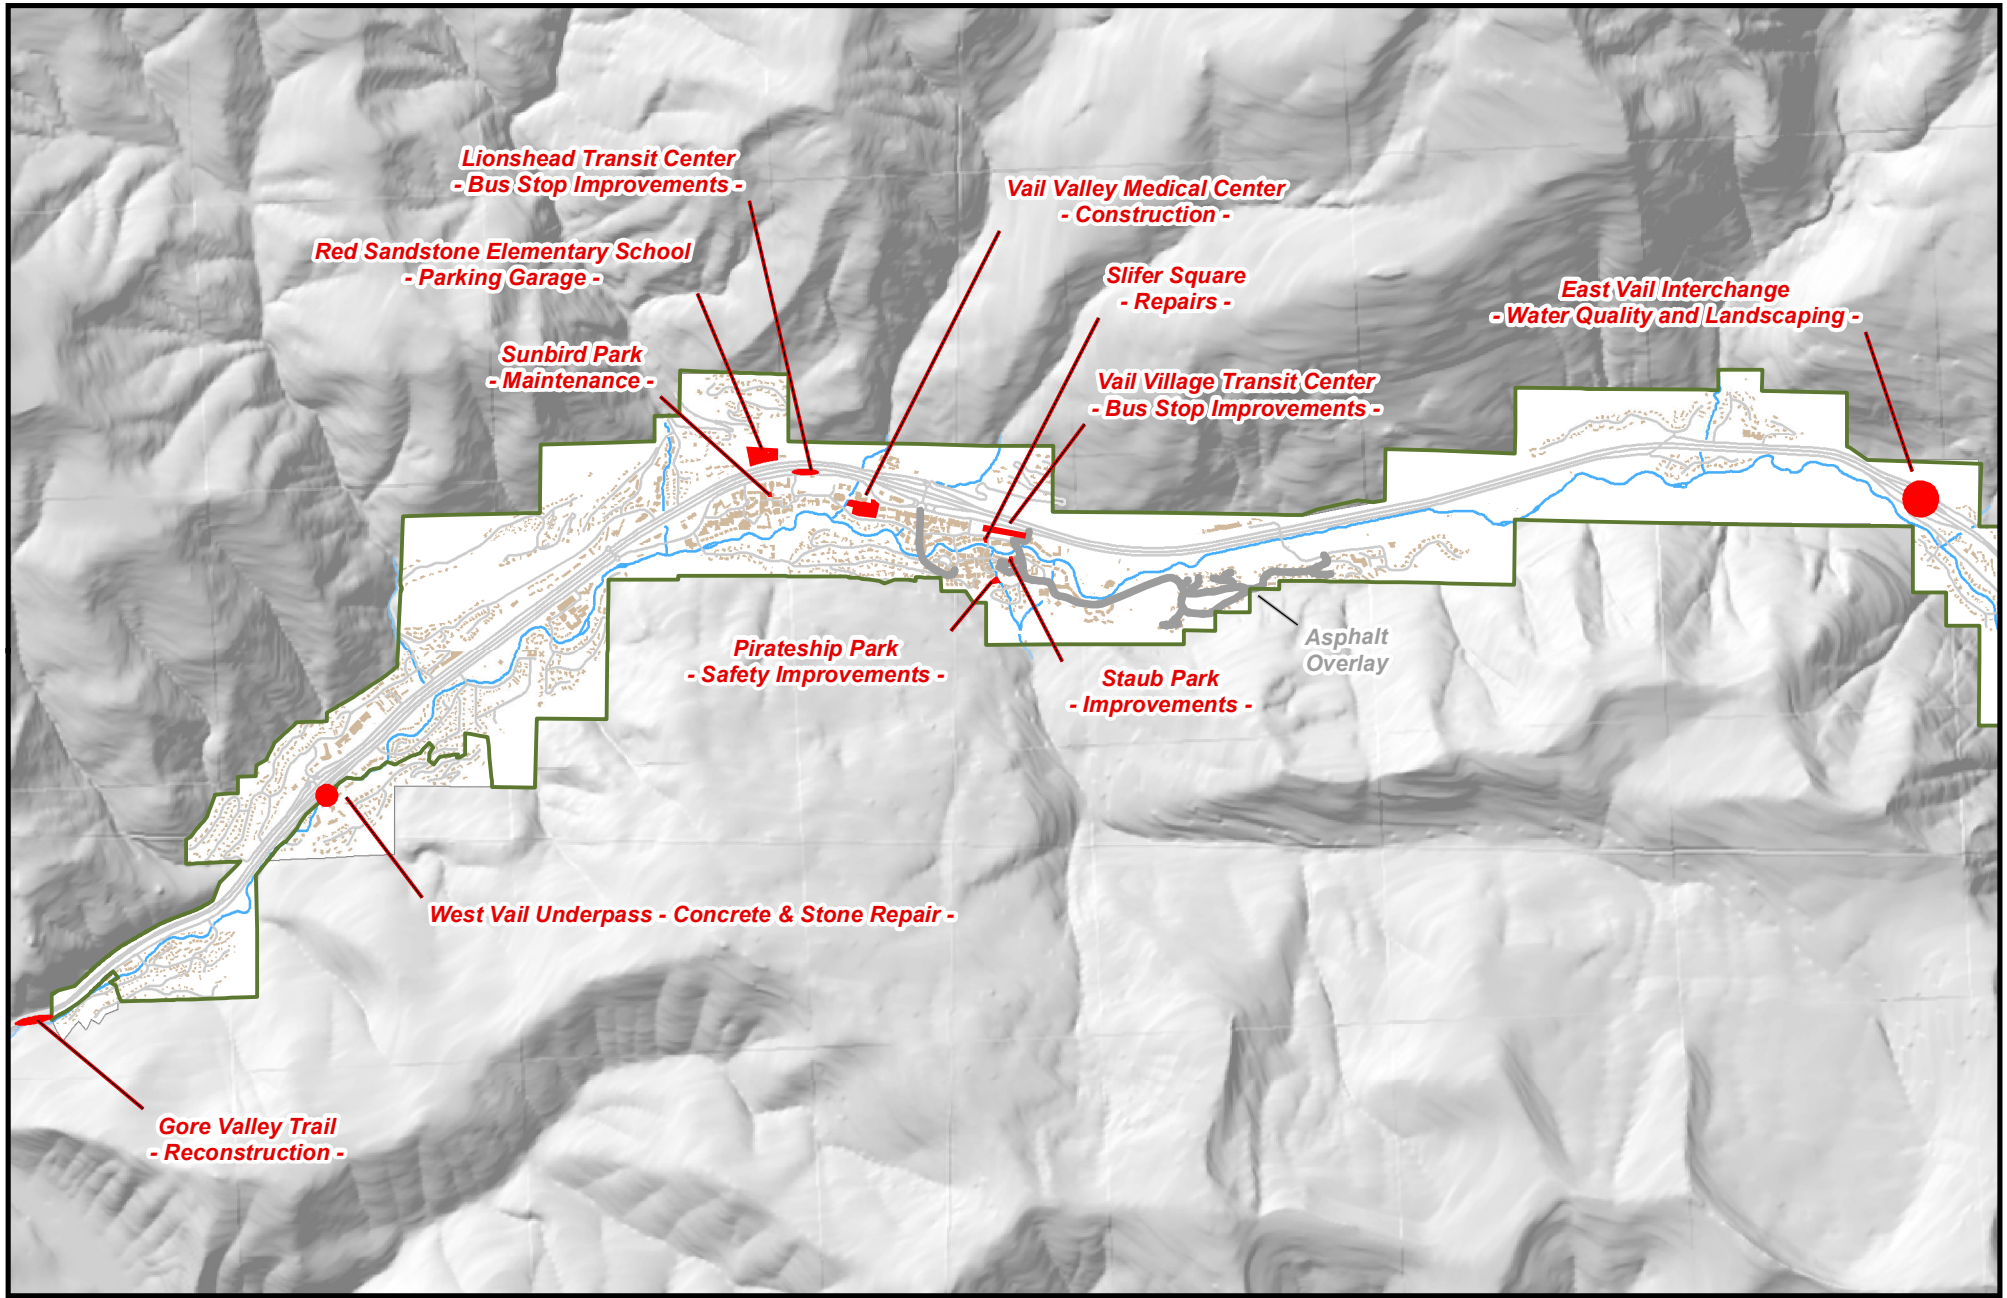 Lionshead Transit Center
- Bus Stop Improvements -
Vail Valley Medical Center
- Construction -
Red Sandstone Elementary School
- Parking Garage -
Slifer Square
- Repairs -
East Vail Interchange
- Water Quality and Landscaping -
Sunbird Park
- Maintenance -
Vail Village Transit Center
- Bus Stop Improvements -
Asphalt
Overlay
Pirateship Park
- Safety Improvements -
Staub Park
- Improvements -
West Vail Underpass - Concrete & Stone Repair -
Gore Valley Trail
- Reconstruction -